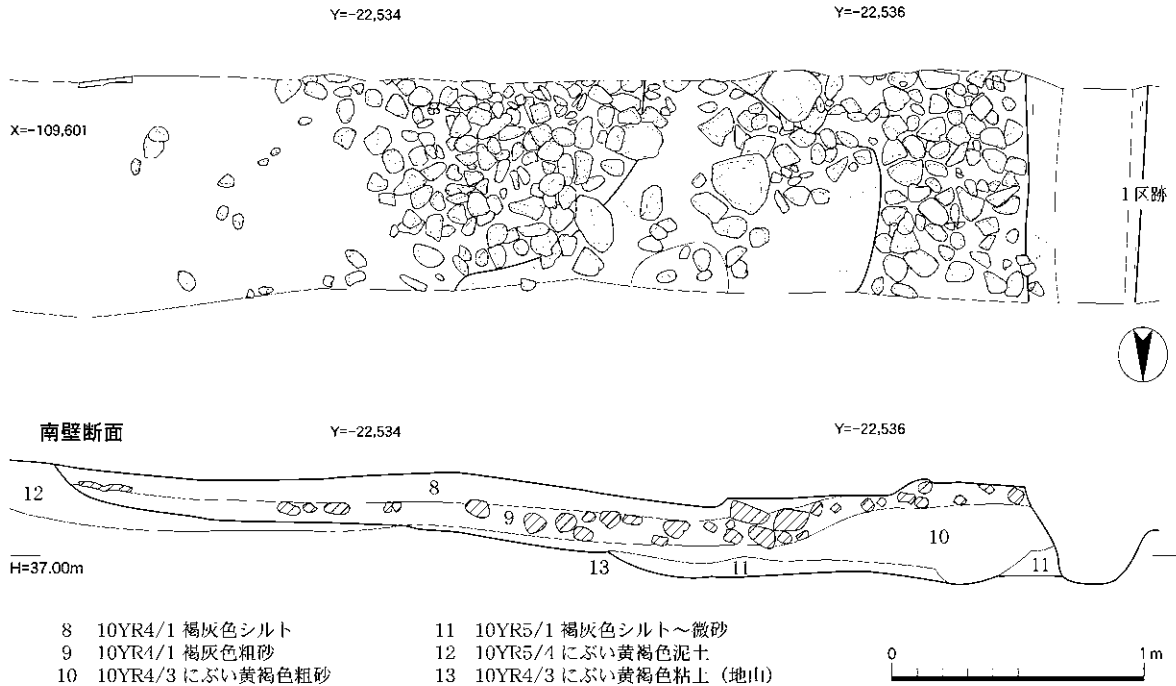 Y=-22,534 Y=-22,536
X=-109,601
1区跡
南壁断面
Y=-22,534 Y=-22,536
12 8 9 10 11 13 11
H=37.00m
8 10YR4/1 褐灰色シルト
9 10YR4/1 褐灰色粗砂
10 10YR4/3 にぶい黄褐色粗砂
11 10YR5/1 褐灰色シルト～微砂
12 10YR5/4 にぶい黄褐色泥土
13 10YR4/3 にぶい黄褐色粘土（地山）
0 1m